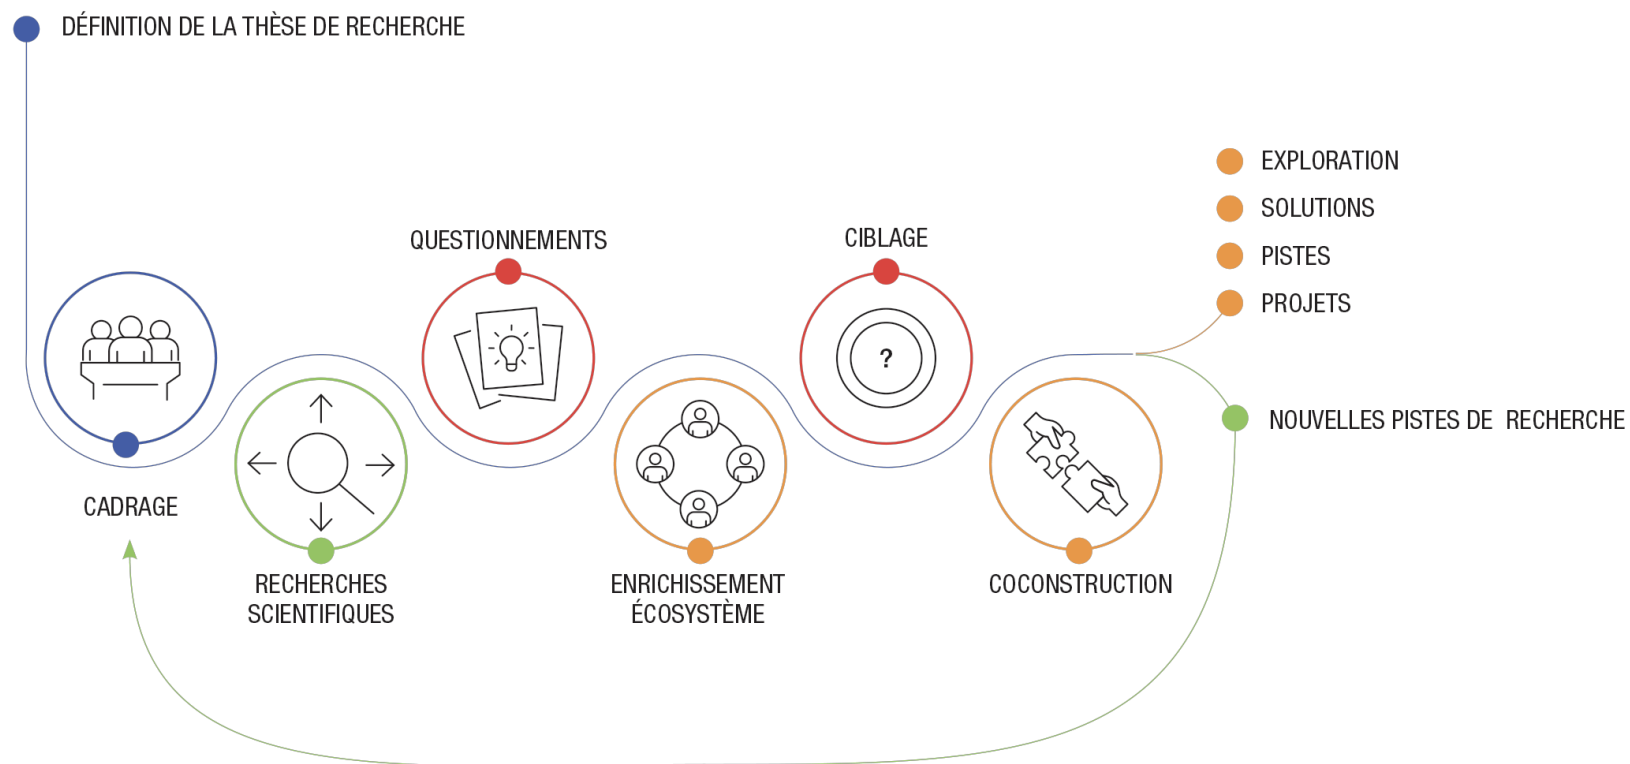 DÉFINITION DE LA THÈSE DE RECHERCHE
EXPLORATION
SOLUTIONS
PISTES
PROJETS
QUESTIONNEMENTS
CIBLAGE
?
NOUVELLES PISTES DE RECHERCHE
CADRAGE
RECHERCHES
SCIENTIFIQUES
ENRICHISSEMENT
ÉCOSYSTÈME
COCONSTRUCTION